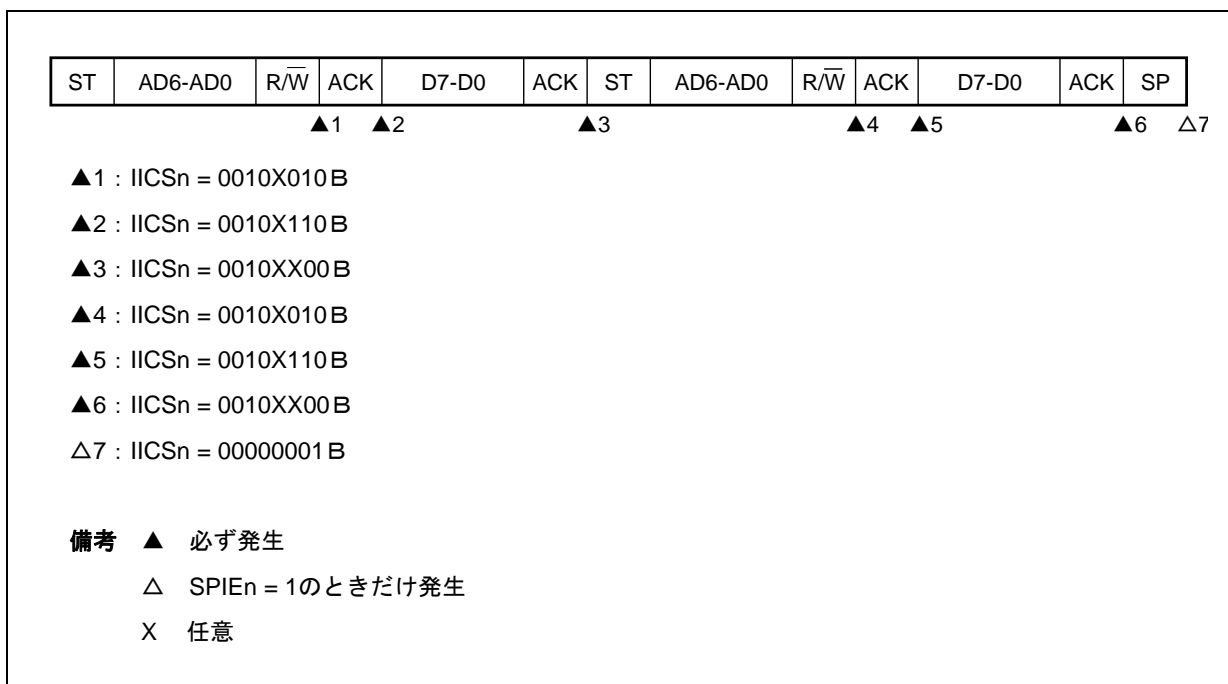 ST AD6-AD0 R/W̅ ACK D7-D0 ACK ST AD6-AD0 R/W̅ ACK D7-D0 ACK SP
▲1 ▲2 ▲3 ▲4 ▲5 ▲6 △7
▲1：IICSn = 0010X010Ｂ
▲2：IICSn = 0010X110Ｂ
▲3：IICSn = 0010XX00Ｂ
▲4：IICSn = 0010X010Ｂ
▲5：IICSn = 0010X110Ｂ
▲6：IICSn = 0010XX00Ｂ
△7：IICSn = 00000001Ｂ
備考 ▲ 必ず発生
△ SPIEn = 1のときだけ発生
X 任意